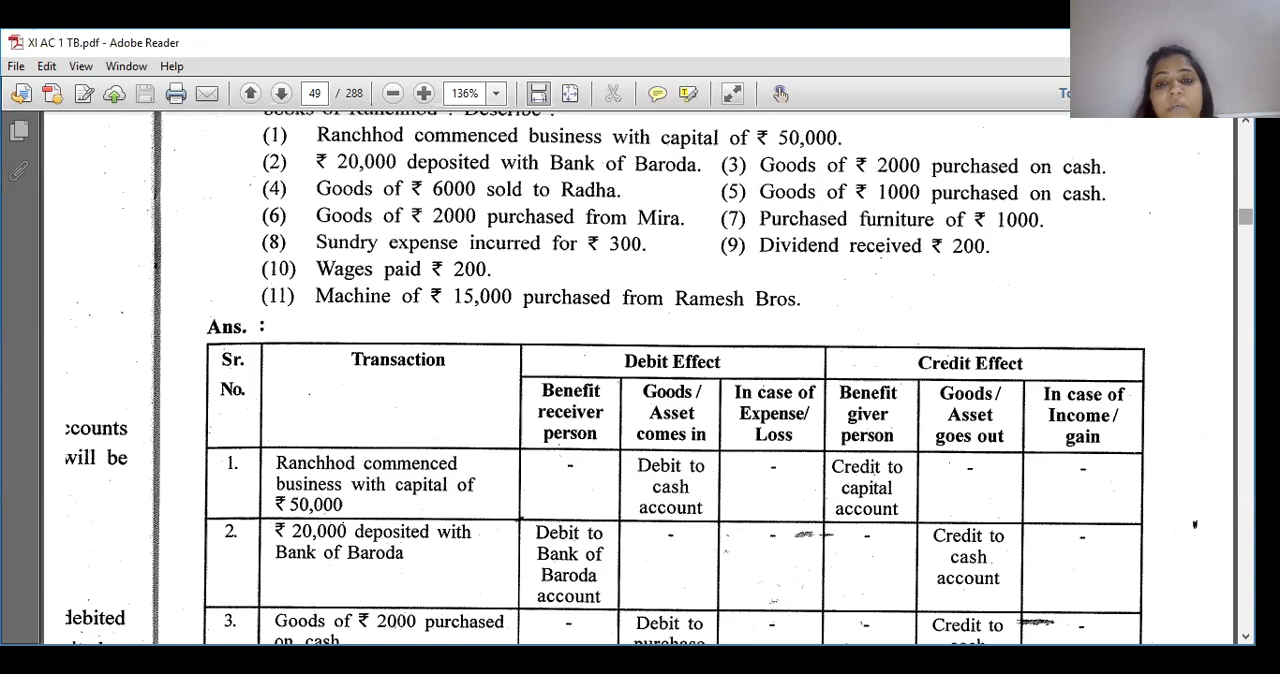 XI AC 1 TB.pdf - Adobe Reader
File Edit View Window Help
49 / 288 136%
(1) Ranchhod commenced business with capital of ₹ 50,000.
(2) ₹ 20,000 deposited with Bank of Baroda. (3) Goods of ₹ 2000 purchased on cash.
(4) Goods of ₹ 6000 sold to Radha. (5) Goods of ₹ 1000 purchased on cash.
(6) Goods of ₹ 2000 purchased from Mira. (7) Purchased furniture of ₹ 1000.
(8) Sundry expense incurred for ₹ 300. (9) Dividend received ₹ 200.
(10) Wages paid ₹ 200.
(11) Machine of ₹ 15,000 purchased from Ramesh Bros.
Ans. :
Sr. No.
Transaction
Debit Effect
Credit Effect
Benefit receiver person
Goods / Asset comes in
In case of Expense/ Loss
Benefit giver person
Goods / Asset goes out
In case of Income / gain
1.
Ranchhod commenced
business with capital of
₹ 50,000
-
Debit to
cash
account
-
Credit to
capital
account
-
-
2.
₹ 20,000 deposited with
Bank of Baroda
Debit to
Bank of
Baroda
account
-
-
-
Credit to
cash
account
-
3.
Goods of ₹ 2000 purchased
on cash
-
Debit to
purchase
-
-
Credit to
-
ccounts
will be
debited